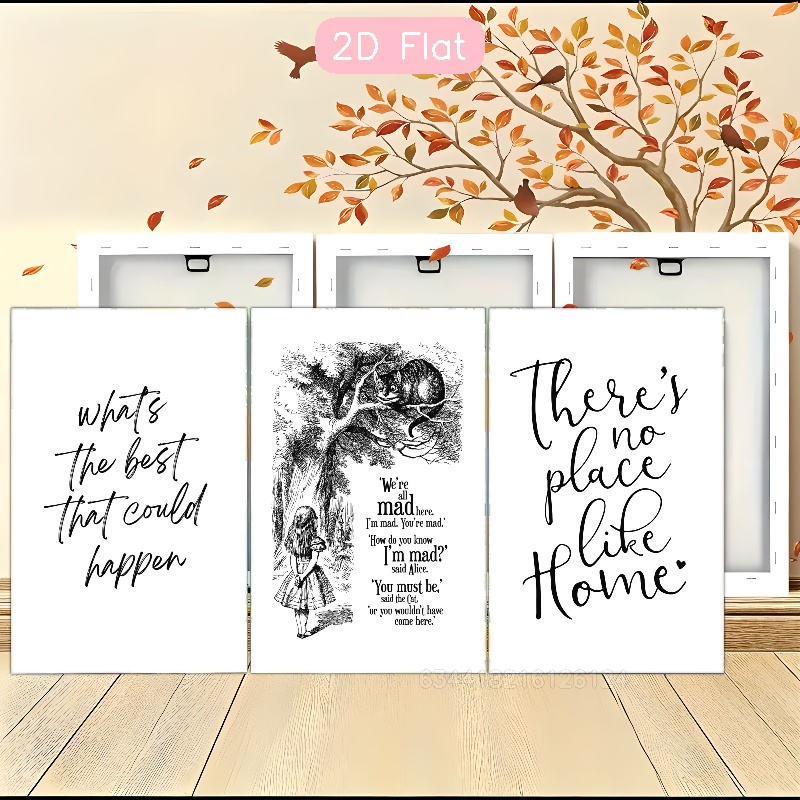 2D Flat
what's
the best
that could
happen
'We're
all
mad here.
I'm mad. You're mad.'
'How do you know
I'm mad?'
said Alice.
'You must be,'
said the Cat,
'or you wouldn't have
come here.'
There's
no
place
like
Home